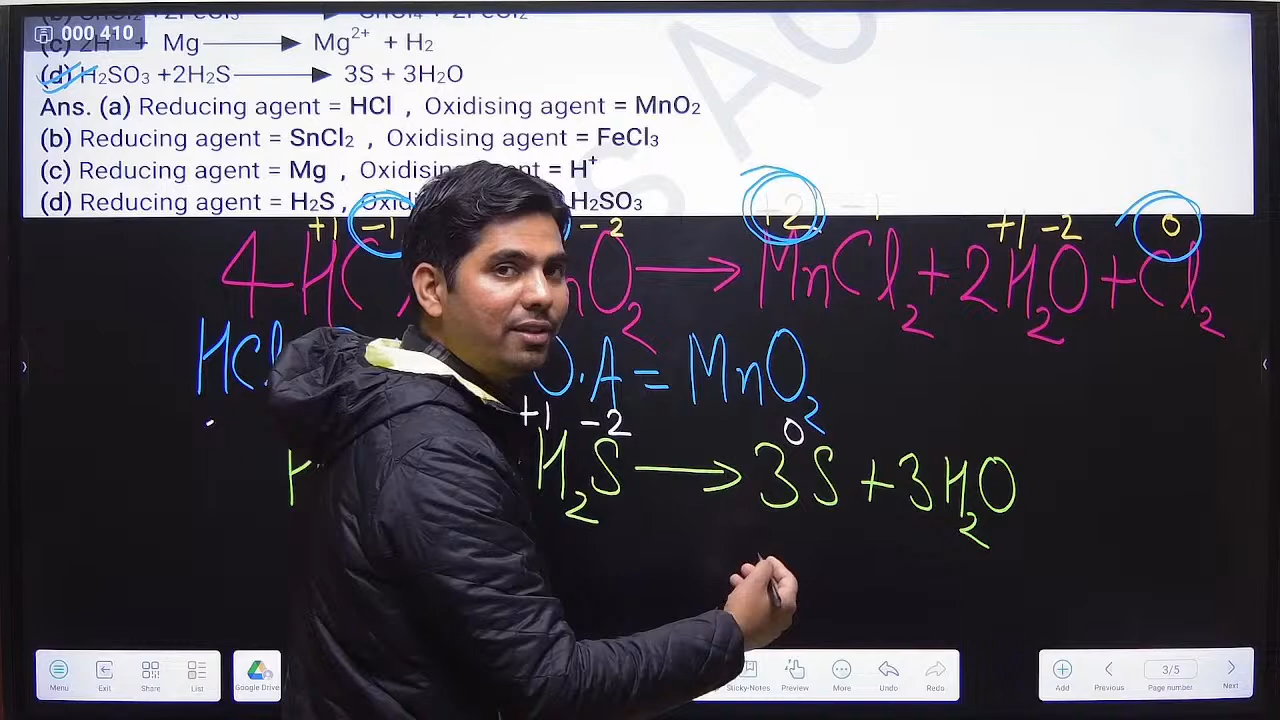 000 410
(c) 2H + Mg → Mg2+ + H2
(d) H2SO3 +2H2S → 3S + 3H2O
Ans. (a) Reducing agent = HCl , Oxidising agent = MnO2
(b) Reducing agent = SnCl2 , Oxidising agent = FeCl3
(c) Reducing agent = Mg , Oxidising = H+
(d) Reducing agent = H2S , H2SO3
+1 -1 -2 +2 -1 +1 -2 0
4HC O2 → MnCl2 + 2H2O + Cl2
HCl O.A = MnO2
+1 -2 0
H2S → 3S + 3H2O
Menu Exit Share List Google Drive Sticky-Notes Preview More Undo Redo Add Previous 3/5 Page number Next